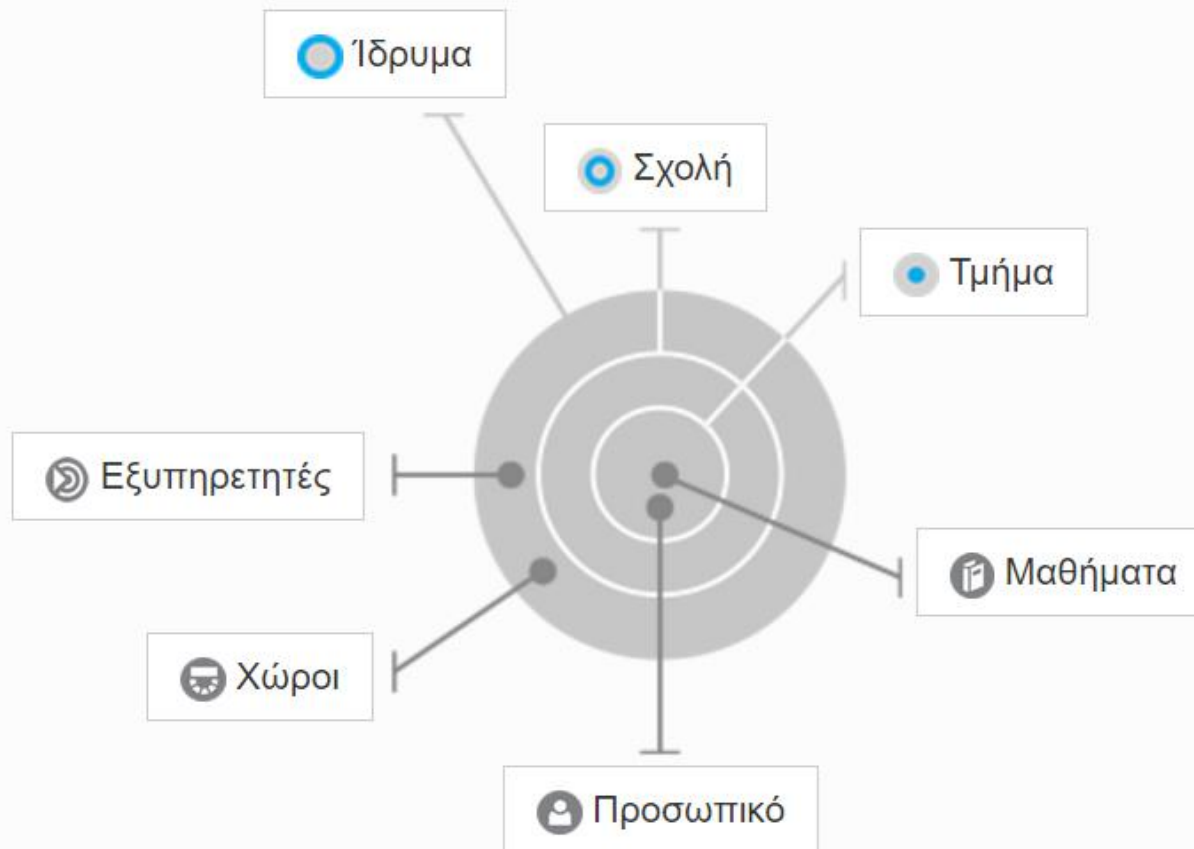 Ίδρυμα
Σχολή
Τμήμα
Εξυπηρετητές
Μαθήματα
Χώροι
Προσωπικό